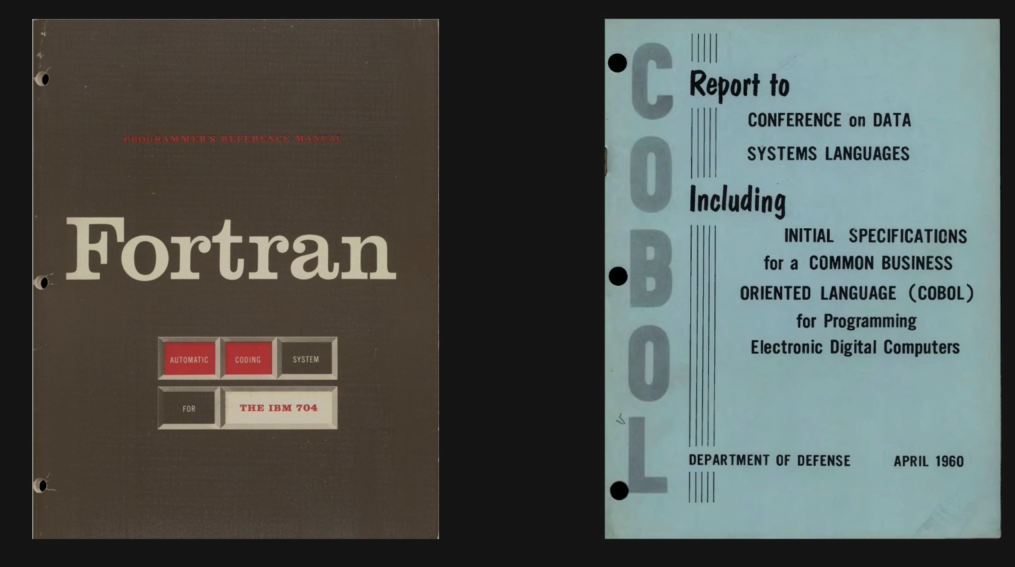 PROGRAMMER'S REFERENCE MANUAL
Fortran
AUTOMATIC CODING SYSTEM
FOR THE IBM 704
COBOL
Report to
CONFERENCE on DATA
SYSTEMS LANGUAGES
Including
INITIAL SPECIFICATIONS
for a COMMON BUSINESS
ORIENTED LANGUAGE (COBOL)
for Programming
Electronic Digital Computers
DEPARTMENT OF DEFENSE APRIL 1960